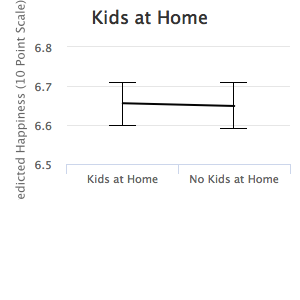 Kids at Home
6.8
6.7
6.6
6.5
edicted Happiness (10 Point Scale)
Kids at Home
No Kids at Home